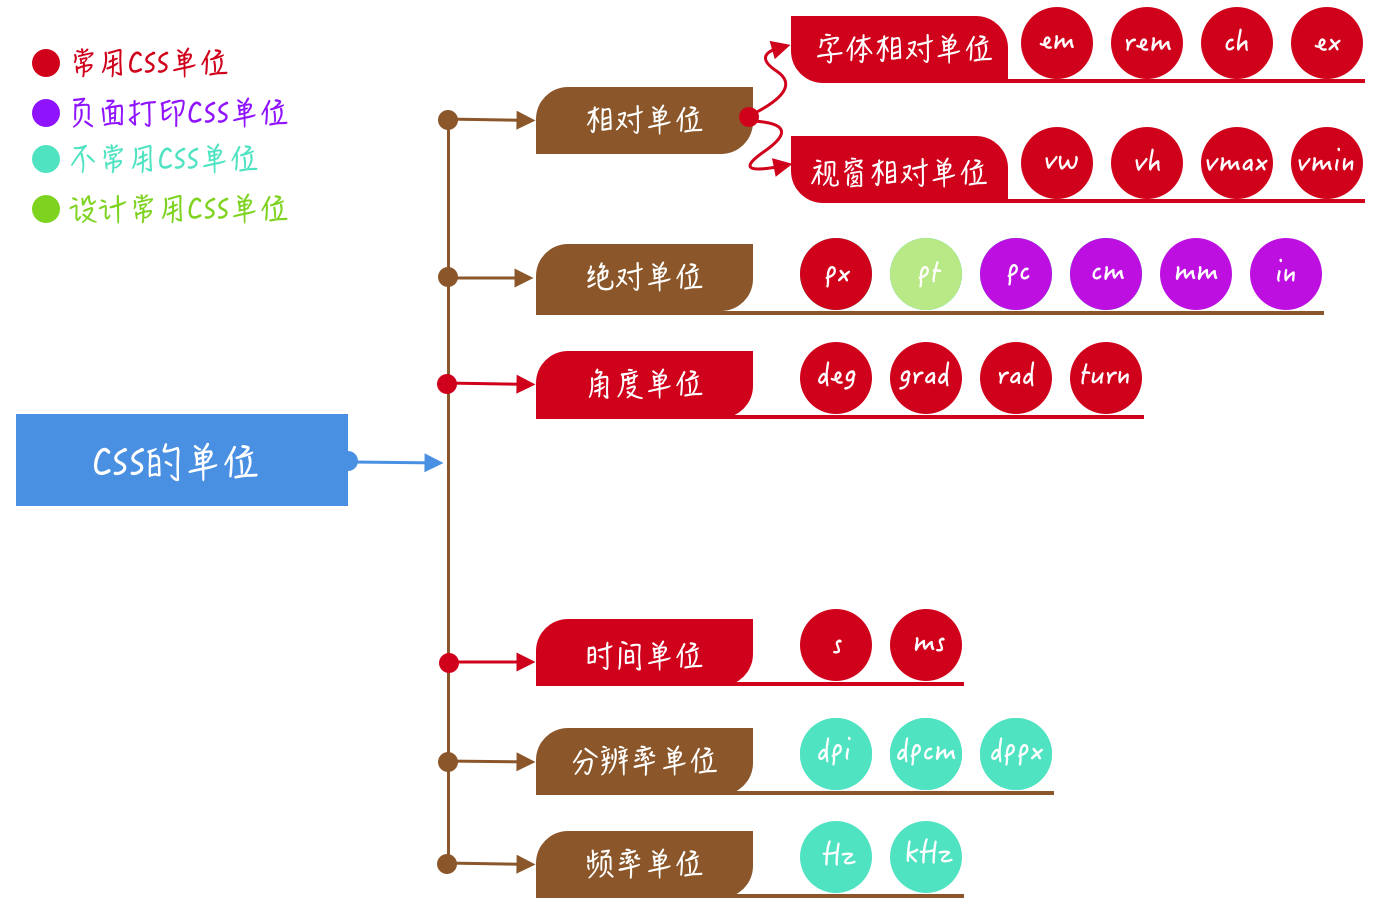 常用CSS单位
页面打印CSS单位
不常用CSS单位
设计常用CSS单位
CSS的单位
相对单位
字体相对单位 em rem ch ex
视窗相对单位 vw vh vmax vmin
绝对单位 px pt pc cm mm in
角度单位 deg grad rad turn
时间单位 s ms
分辨率单位 dpi dpcm dppx
频率单位 Hz kHz